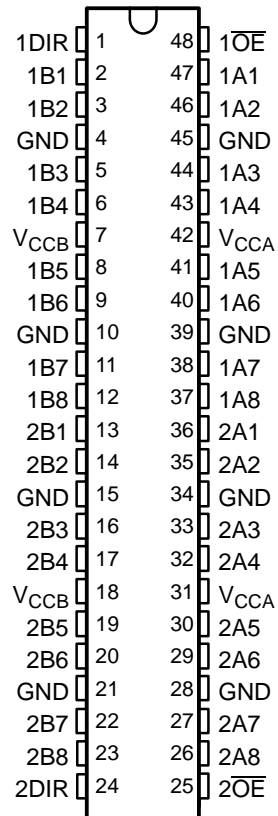 1DIR 1 48 1O̅E̅
1B1 2 47 1A1
1B2 3 46 1A2
GND 4 45 GND
1B3 5 44 1A3
1B4 6 43 1A4
VCCB 7 42 VCCA
1B5 8 41 1A5
1B6 9 40 1A6
GND 10 39 GND
1B7 11 38 1A7
1B8 12 37 1A8
2B1 13 36 2A1
2B2 14 35 2A2
GND 15 34 GND
2B3 16 33 2A3
2B4 17 32 2A4
VCCB 18 31 VCCA
2B5 19 30 2A5
2B6 20 29 2A6
GND 21 28 GND
2B7 22 27 2A7
2B8 23 26 2A8
2DIR 24 25 2O̅E̅